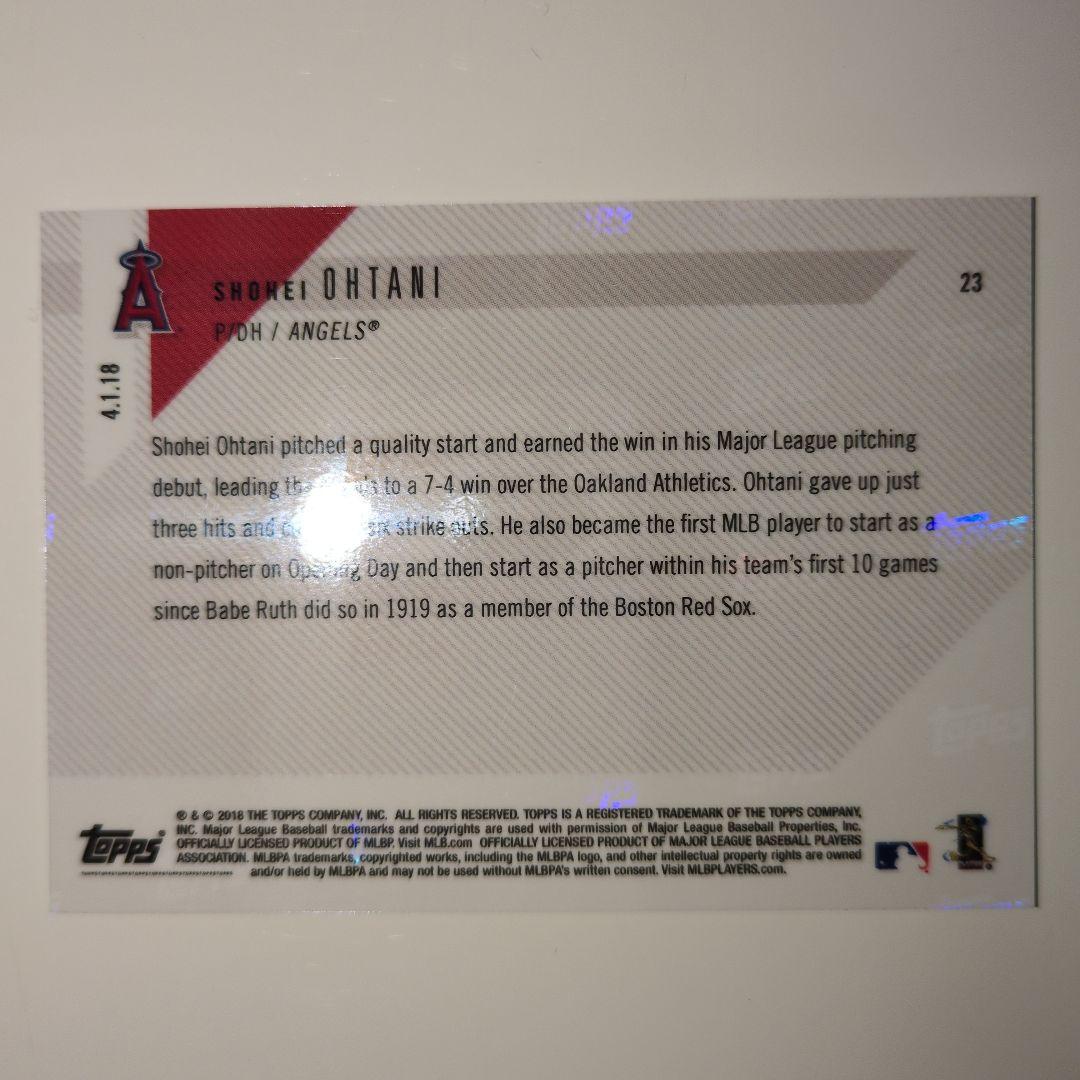 SHOHEI OHTANI
23
P/DH / ANGELS®
4.1.18
Shohei Ohtani pitched a quality start and earned the win in his Major League pitching
debut, leading to a 7-4 win over the Oakland Athletics. Ohtani gave up just
three hits and six strike outs. He also became the first MLB player to start as a
non-pitcher on Opening Day and then start as a pitcher within his team's first 10 games
since Babe Ruth did so in 1919 as a member of the Boston Red Sox.
Topps
® & © 2018 THE TOPPS COMPANY, INC. ALL RIGHTS RESERVED. TOPPS IS A REGISTERED TRADEMARK OF THE TOPPS COMPANY,
INC. Major League Baseball trademarks and copyrights are used with permission of Major League Baseball Properties, Inc.
OFFICIALLY LICENSED PRODUCT OF MLBP. Visit MLB.com OFFICIALLY LICENSED PRODUCT OF MAJOR LEAGUE BASEBALL PLAYERS
ASSOCIATION. MLBPA trademarks, copyrighted works, including the MLBPA logo, and other intellectual property rights are owned
and/or held by MLBPA and may not be used without MLBPA's written consent. Visit MLBPLAYERS.com.
Topps